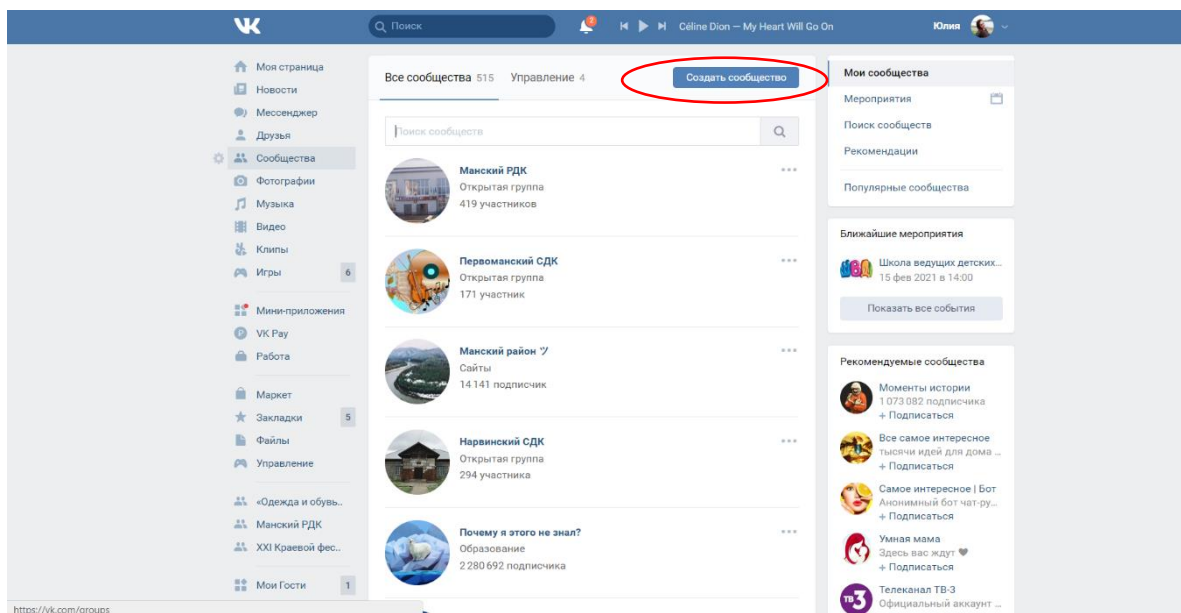 Поиск
Céline Dion – My Heart Will Go On
Юлия
Моя страница
Новости
Мессенджер
Друзья
Сообщества
Фотографии
Музыка
Видео
Клипы
Игры 6
Мини-приложения
VK Pay
Работа
Маркет
Закладки 5
Файлы
Управление
«Одежда и обувь..
Манский РДК
XXI Краевой фес..
Мои Гости 1
https://vk.com/groups
Все сообщества 515 Управление 4 Создать сообщество
Поиск сообществ
Манский РДК
Открытая группа
419 участников
Первоманский СДК
Открытая группа
171 участник
Манский район ツ
Сайты
14 141 подписчик
Нарвинский СДК
Открытая группа
294 участника
Почему я этого не знал?
Образование
2 280 692 подписчика
Мои сообщества
Мероприятия
Поиск сообществ
Рекомендации
Популярные сообщества
Ближайшие мероприятия
Школа ведущих детских...
15 фев 2021 в 14:00
Показать все события
Рекомендуемые сообщества
Моменты истории
1 073 082 подписчика
+ Подписаться
Все самое интересное
тысячи идей для дома ...
+ Подписаться
Самое интересное | Бот
Анонимный бот чат-ру...
+ Подписаться
Умная мама
Здесь вас ждут 🖤
+ Подписаться
Телеканал ТВ-3
Официальный аккаунт ...